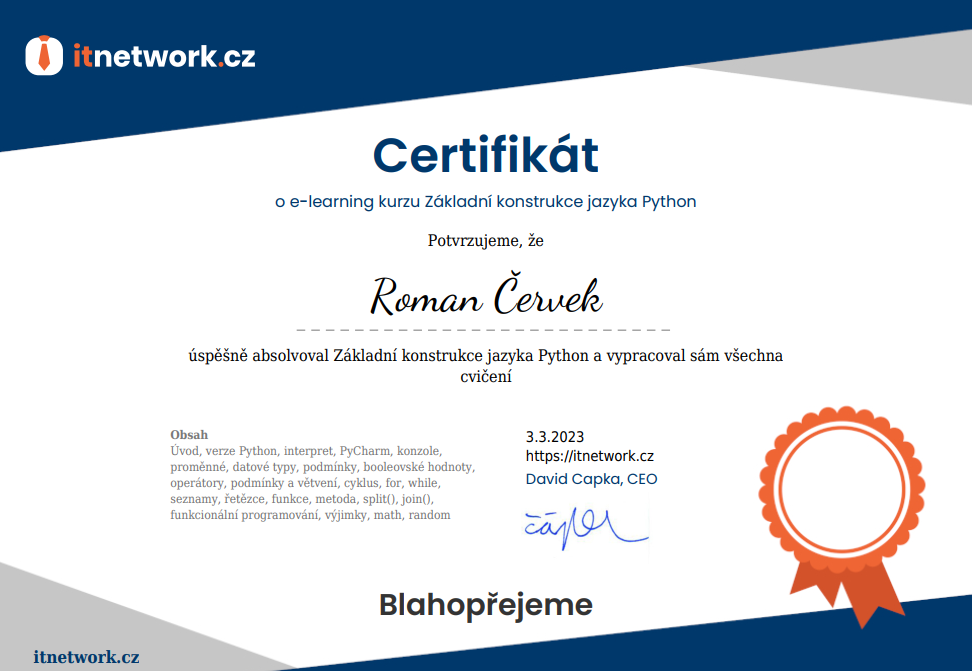 itnetwork.cz
Certifikát
o e-learning kurzu Základní konstrukce jazyka Python
Potvrzujeme, že
Roman Červek
úspěšně absolvoval Základní konstrukce jazyka Python a vypracoval sám všechna
cvičení
Obsah
Úvod, verze Python, interpret, PyCharm, konzole,
proměnné, datové typy, podmínky, booleovské hodnoty,
operátory, podmínky a větvení, cyklus, for, while,
seznamy, řetězce, funkce, metoda, split(), join(),
funkcionální programování, výjimky, math, random
3.3.2023
https://itnetwork.cz
David Capka, CEO
čápka
Blahopřejeme
itnetwork.cz